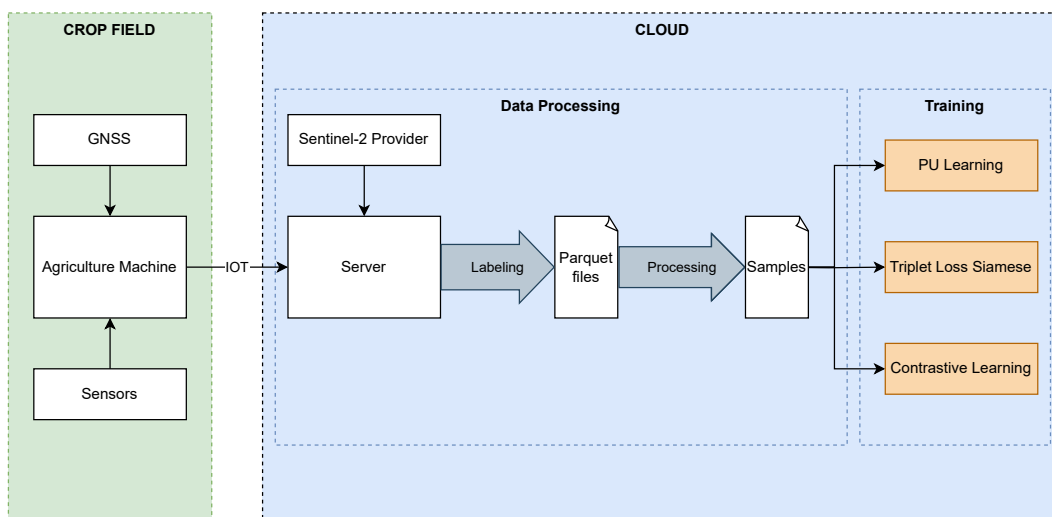 CROP FIELD
GNSS
Agriculture Machine
Sensors
IOT
CLOUD
Data Processing
Sentinel-2 Provider
Server
Labeling
Parquet
files
Processing
Samples
Training
PU Learning
Triplet Loss Siamese
Contrastive Learning